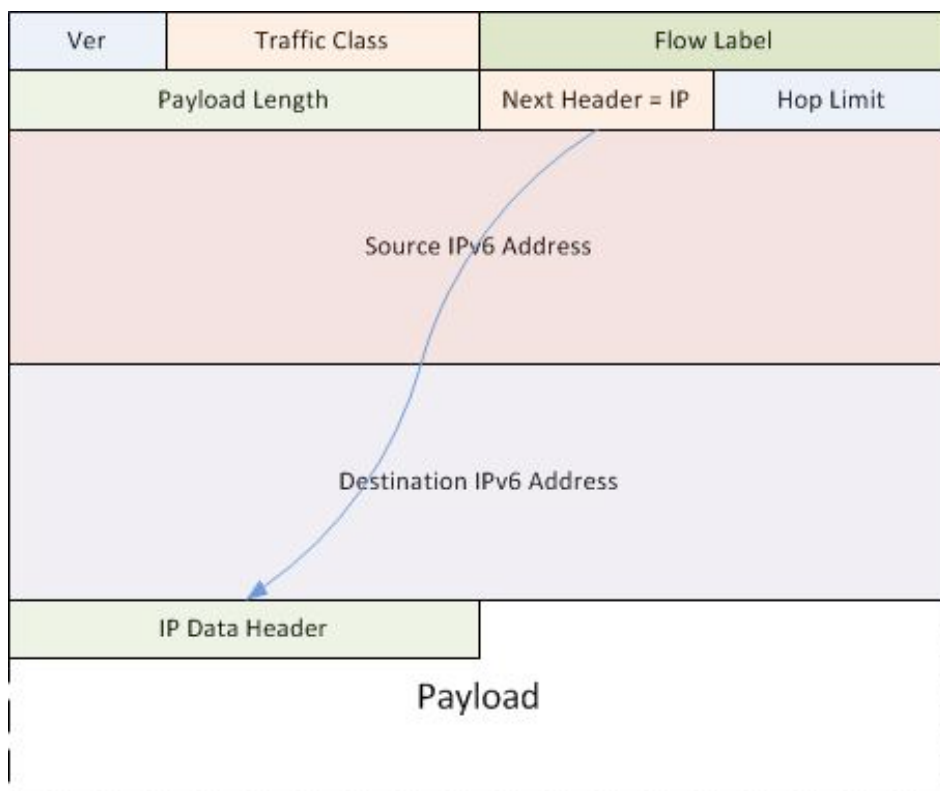 Ver
Traffic Class
Flow Label
Payload Length
Next Header = IP
Hop Limit
Source IPv6 Address
Destination IPv6 Address
IP Data Header
Payload